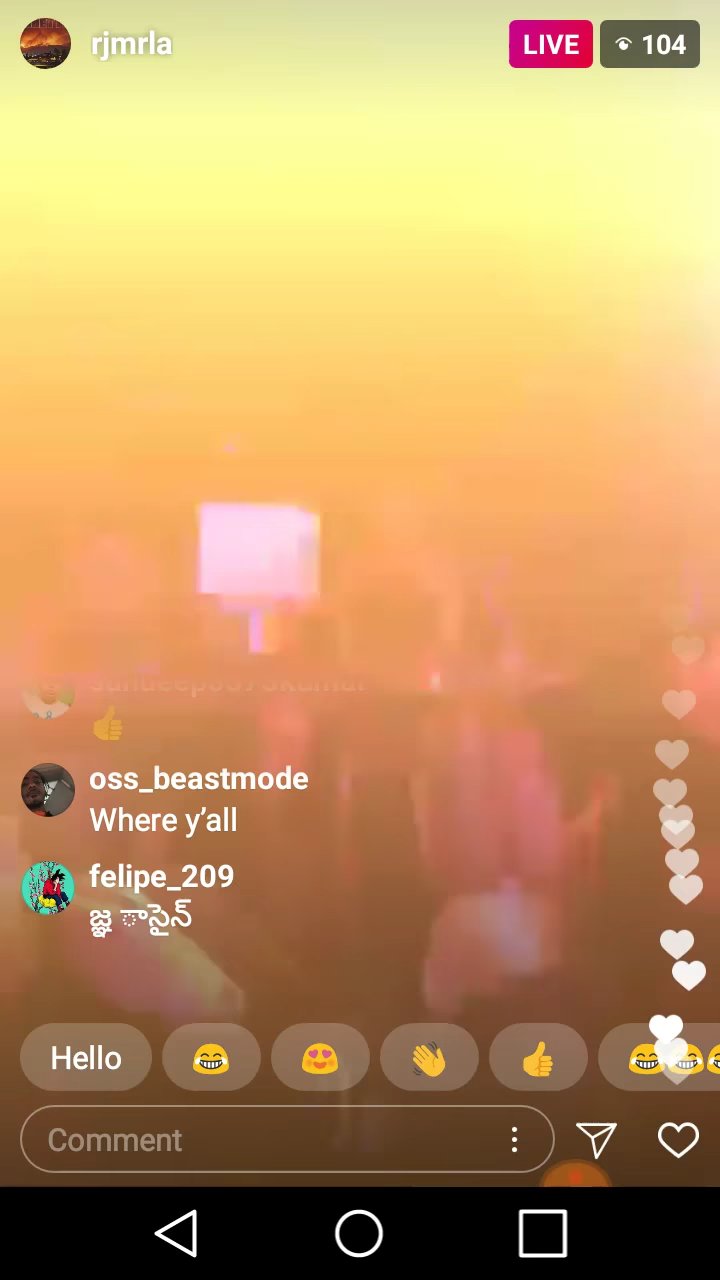 rjmrla
LIVE
104
oss_beastmode
Where y’all
felipe_209
జ్ఞ ాసైన్
Hello
😂 😍 👋 👍 😂😂😂
Comment